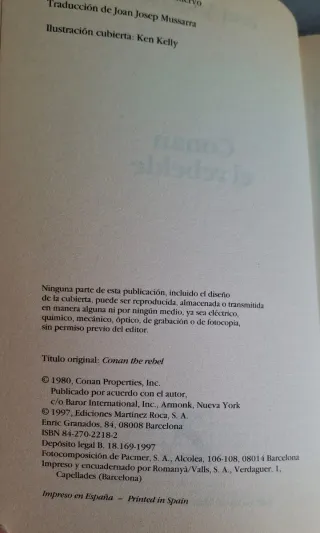 Traducción de Joan Josep Mussarra
Ilustración cubierta: Ken Kelly
Conan
el rebelde
Ninguna parte de esta publicación, incluido el diseño
de la cubierta, puede ser reproducida, almacenada o transmitida
en manera alguna ni por ningún medio, ya sea eléctrico,
químico, mecánico, óptico, de grabación o de fotocopia,
sin permiso previo del editor.
Título original: Conan the rebel
© 1980, Conan Properties, Inc.
Publicado por acuerdo con el autor,
c/o Baror International, Inc., Armonk, Nueva York
© 1997, Ediciones Martínez Roca, S. A.
Enric Granados, 84, 08008 Barcelona
ISBN 84-270-2218-2
Depósito legal B. 18.169-1997
Fotocomposición de Pacmer, S. A., Alcolea, 106-108, 08014 Barcelona
Impreso y encuadernado por Romanyà/Valls, S. A., Verdaguer, 1,
Capellades (Barcelona)
Impreso en España – Printed in Spain